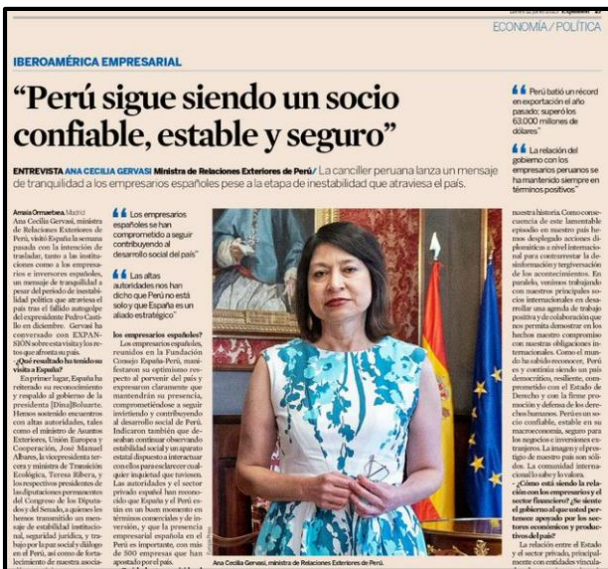 ECONOMÍA / POLÍTICA
IBEROAMÉRICA EMPRESARIAL
“Perú sigue siendo un socio
confiable, estable y seguro”
ENTREVISTA ANA CECILIA GERVASI Ministra de Relaciones Exteriores de Perú/ La canciller peruana lanza un mensaje
de tranquilidad a los empresarios españoles pese a la etapa de inestabilidad que atraviesa el país.
Perú batió un récord
en exportación el año
pasado; superó los
63.000 millones de
dólares”
La relación del
gobierno con los
empresarios peruanos se
ha mantenido siempre en
términos positivos”
Amaia Ormaetxea. Madrid
Ana Cecilia Gervasi, ministra
de Relaciones Exteriores de
Perú, visitó España la semana
pasada con la intención de
trasladar, tanto a las institu-
ciones como a los empresa-
rios e inversores españoles,
un mensaje de tranquilidad a
pesar del periodo de inestabi-
lidad política que atraviesa el
país tras el fallido autogolpe
del expresidente Pedro Casti-
llo en diciembre. Gervasi ha
conversado con EXPAN-
SIÓN sobre esta visita y los re-
tos que afronta su país.
-¿Qué resultado ha tenido su
visita a España?
En primer lugar, España ha
reiterado su reconocimiento
y respaldo al gobierno de la
presidenta [Dina]Boluarte.
Hemos sostenido encuentros
con altas autoridades, tales
como el ministro de Asuntos
Exteriores, Unión Europea y
Cooperación, José Manuel
Albares, la vicepresidenta ter-
cera y ministra de Transición
Ecológica, Teresa Ribera, y
los respectivos presidentes de
las diputaciones permanentes
del Congreso de los Diputa-
dos y del Senado, a quienes les
hemos transmitido un men-
saje de estabilidad institucio-
nal, seguridad jurídica, y tra-
bajo por la paz social y diálogo
en el Perú, así como de forta-
lecimiento de nuestra asocia-
Los empresarios
españoles se han
comprometido a seguir
contribuyendo al
desarrollo social del país”
Las altas
autoridades nos han
dicho que Perú no está
solo y que España es un
aliado estratégico”
los empresarios españoles?
Los empresarios españoles,
reunidos en la Fundación
Consejo España-Perú, mani-
festaron su optimismo res-
pecto al porvenir del país y
expresaron claramente que
mantendrán su presencia,
comprometiéndose a seguir
invirtiendo y contribuyendo
al desarrollo social de Perú.
Indicaron también que de-
seaban continuar observando
estabilidad social y un aparato
estatal dispuesto a interactuar
con ellos para esclarecer cual-
quier inquietud que tuviesen.
Las autoridades y el sector
privado español han recono-
cido que España y el Perú es-
tán en un buen momento en
términos comerciales y de in-
versión, y que la presencia
empresarial española en el
Perú es importante, con más
de 500 empresas que han
apostado por el país.
Ana Cecilia Gervasi, ministra de Relaciones Exteriores de Perú.
nuestra historia. Como conse-
cuencia de este lamentable
episodio en nuestro país he-
mos desplegado acciones di-
plomáticas a nivel internacio-
nal para contrarrestar la de-
sinformación y tergiversación
de los acontecimientos. En
paralelo, venimos trabajando
con nuestros principales so-
cios internacionales en desa-
rrollar una agenda de trabajo
positiva y de colaboración que
nos permita demostrar en los
hechos nuestro compromiso
con nuestras obligaciones in-
ternacionales. Como el mun-
do ha sabido reconocer, Perú
es y continúa siendo un país
democrático, resiliente, com-
prometido con el Estado de
Derecho y con la firme pro-
moción y defensa de los dere-
chos humanos. Perú es un so-
cio confiable, estable en su
macroeconomía, seguro para
los negocios e inversiones ex-
tranjeros. La imagen y el pres-
tigio de nuestro país son sóli-
dos. La comunidad interna-
cional lo sabe y lo valora.
- ¿Cómo está siendo la rela-
ción con los empresarios y el
sector financiero? ¿Se siente
el gobierno al que usted per-
tenece apoyado por los sec-
tores económicos y produc-
tivos del país?
La relación entre el Estado
y el sector privado, principal-
mente con entidades vincula-